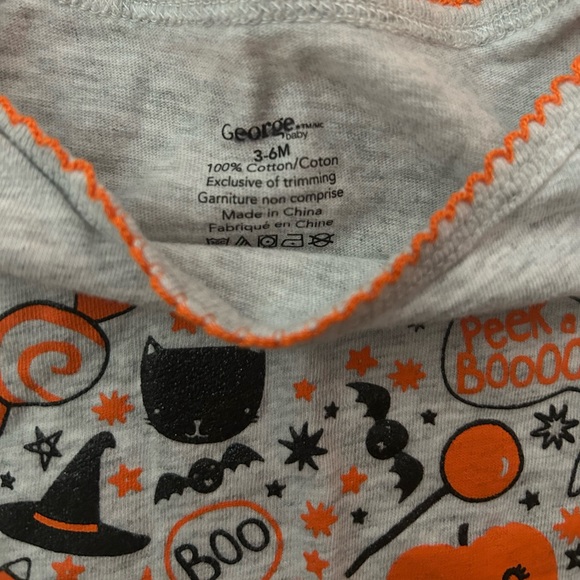 George
baby
3-6M
100% Cotton/Coton
Exclusive of trimming
Garniture non comprise
Made in China
Fabriqué en Chine
Peek a
BOOOO
BOO